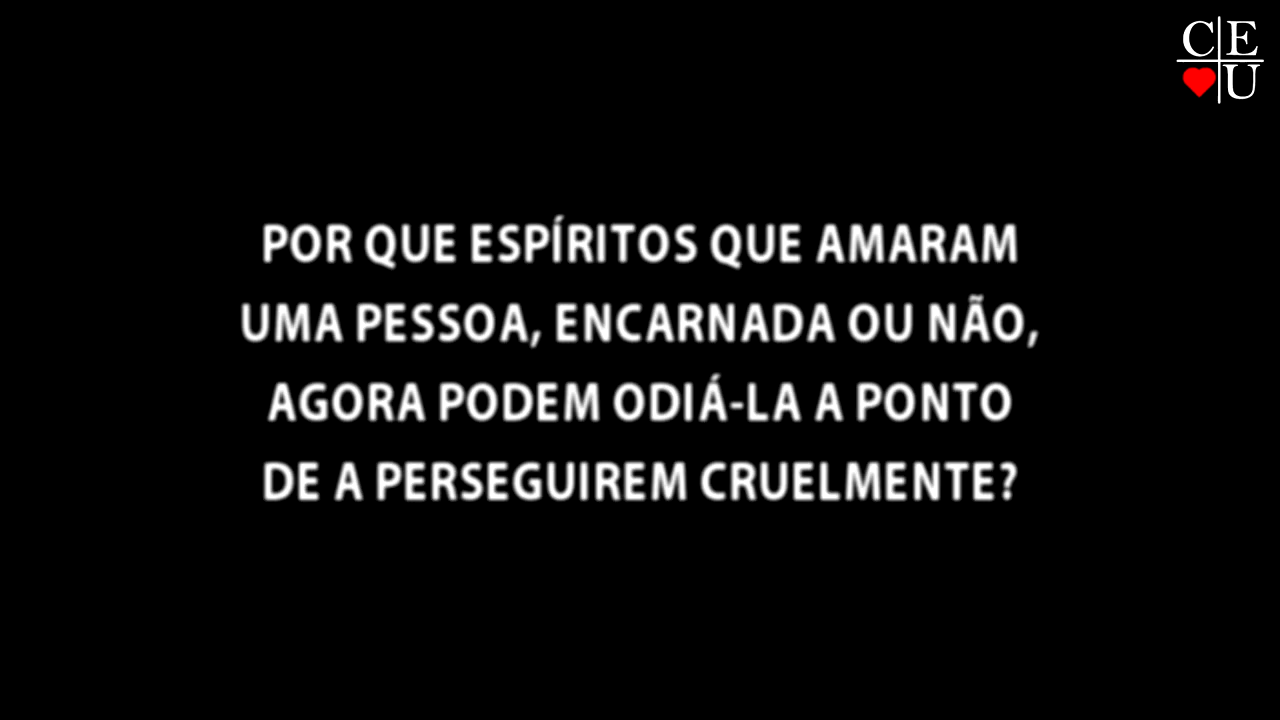 CE
U
POR QUE ESPÍRITOS QUE AMARAM
UMA PESSOA, ENCARNADA OU NÃO,
AGORA PODEM ODIÁ-LA A PONTO
DE A PERSEGUIREM CRUELMENTE?